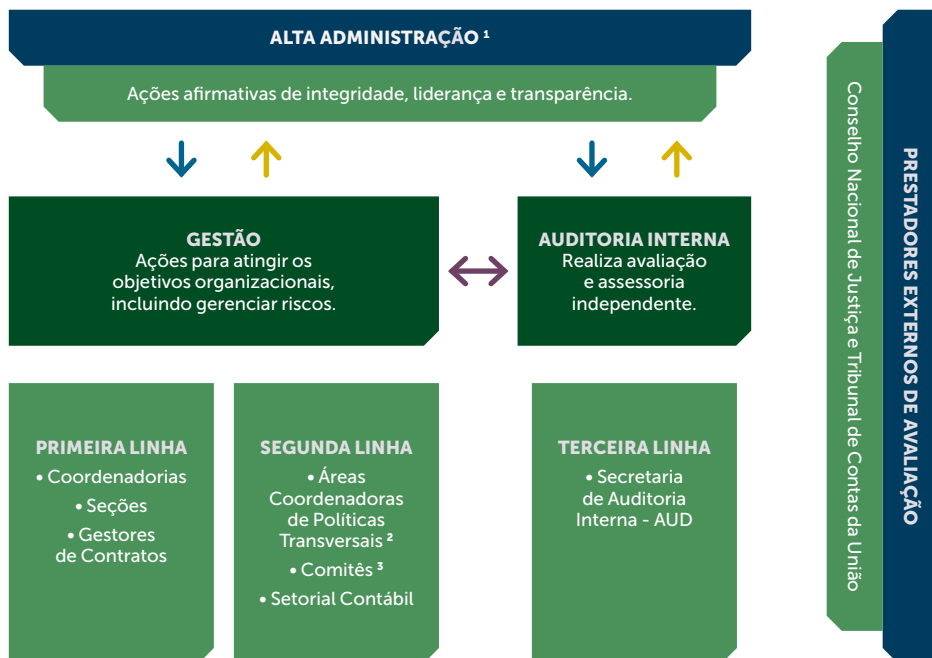 ALTA ADMINISTRAÇÃO ¹
Ações afirmativas de integridade, liderança e transparência.
GESTÃO
Ações para atingir os
objetivos organizacionais,
incluindo gerenciar riscos.
AUDITORIA INTERNA
Realiza avaliação
e assessoria
independente.
PRIMEIRA LINHA
• Coordenadorias
• Seções
• Gestores
de Contratos
SEGUNDA LINHA
• Áreas
Coordenadoras
de Políticas
Transversais ²
• Comitês ³
• Setorial Contábil
TERCEIRA LINHA
• Secretaria
de Auditoria
Interna - AUD
Conselho Nacional de Justiça e Tribunal de Contas da União
PRESTADORES EXTERNOS DE AVALIAÇÃO